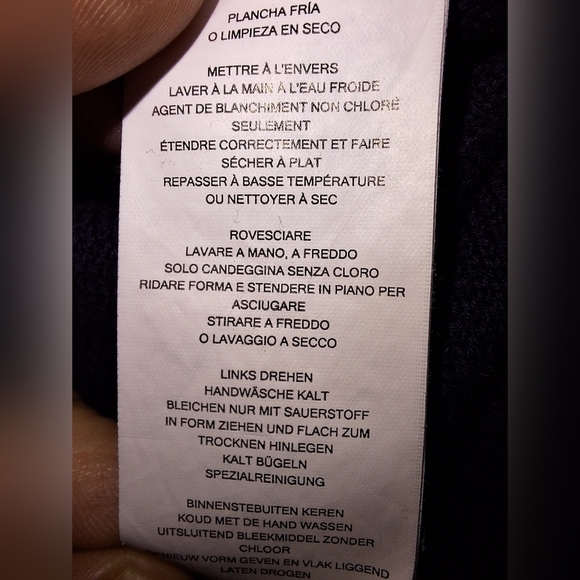 PLANCHA FRÍA
O LIMPIEZA EN SECO
METTRE À L'ENVERS
LAVER À LA MAIN À L'EAU FROIDE
AGENT DE BLANCHIMENT NON CHLORÉ
SEULEMENT
ÉTENDRE CORRECTEMENT ET FAIRE
SÉCHER À PLAT
REPASSER À BASSE TEMPÉRATURE
OU NETTOYER À SEC
ROVESCIARE
LAVARE A MANO, A FREDDO
SOLO CANDEGGINA SENZA CLORO
RIDARE FORMA E STENDERE IN PIANO PER
ASCIUGARE
STIRARE A FREDDO
O LAVAGGIO A SECCO
LINKS DREHEN
HANDWÄSCHE KALT
BLEICHEN NUR MIT SAUERSTOFF
IN FORM ZIEHEN UND FLACH ZUM
TROCKNEN HINLEGEN
KALT BÜGELN
SPEZIALREINIGUNG
BINNENSTEBUITEN KEREN
KOUD MET DE HAND WASSEN
UITSLUITEND BLEEKMIDDEL ZONDER
CHLOOR
OPNIEUW VORM GEVEN EN VLAK LIGGEND
LATEN DROGEN